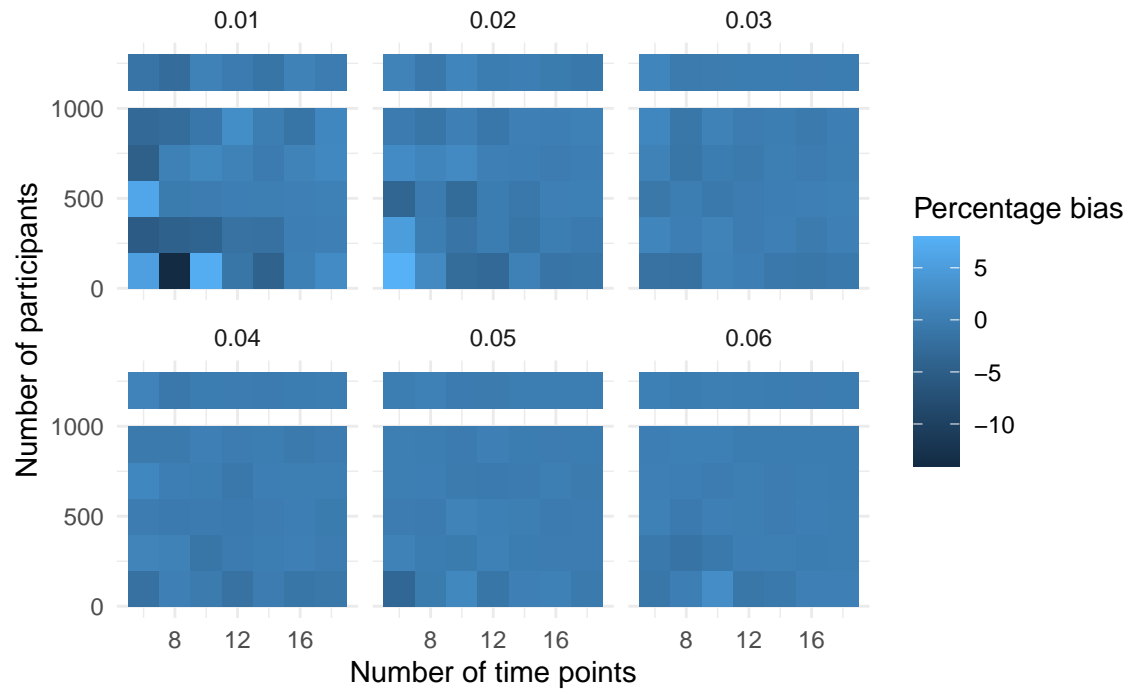 0.01 0.02 0.03
1000
500
0
0.04 0.05 0.06
1000
500
0
8 12 16 8 12 16 8 12 16
Number of time points
Number of participants
Percentage bias
5
0
−5
−10